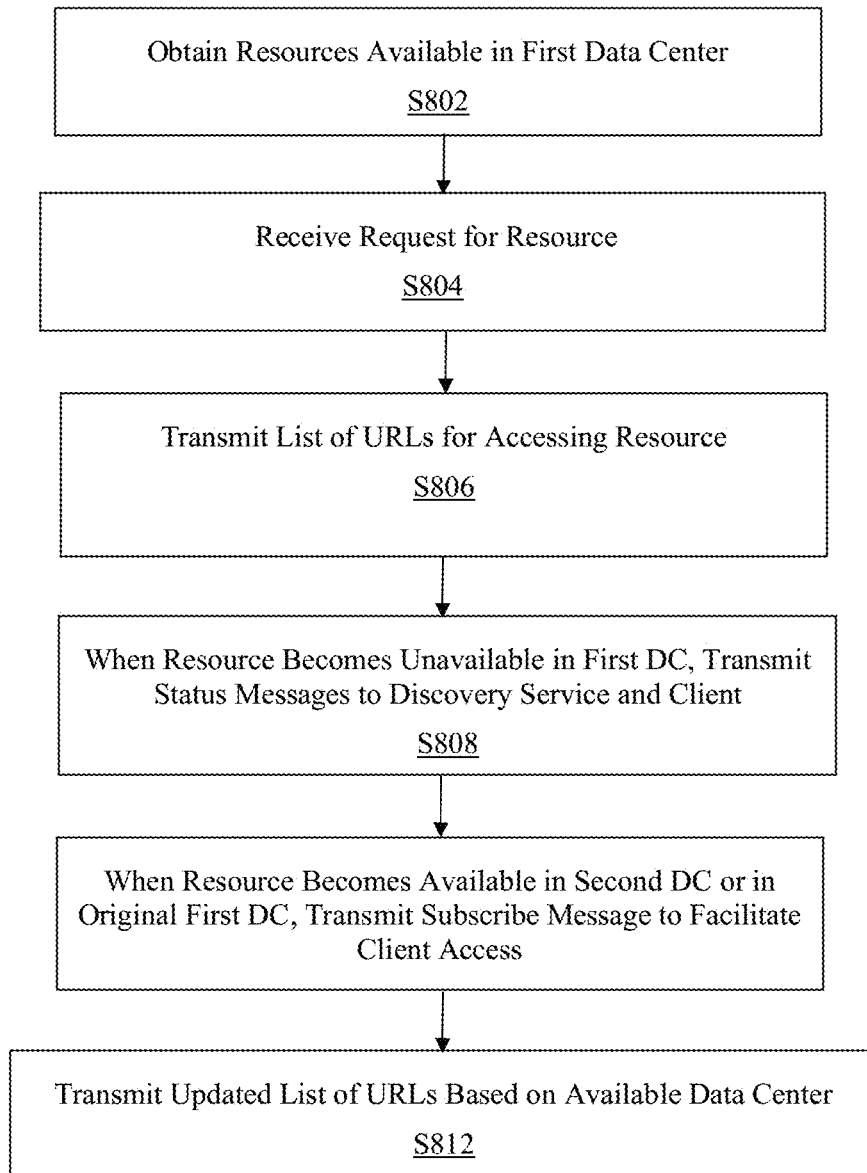 Obtain Resources Available in First Data Center
S802
Receive Request for Resource
S804
Transmit List of URLs for Accessing Resource
S806
When Resource Becomes Unavailable in First DC, Transmit
Status Messages to Discovery Service and Client
S808
When Resource Becomes Available in Second DC or in
Original First DC, Transmit Subscribe Message to Facilitate
Client Access
Transmit Updated List of URLs Based on Available Data Center
S812